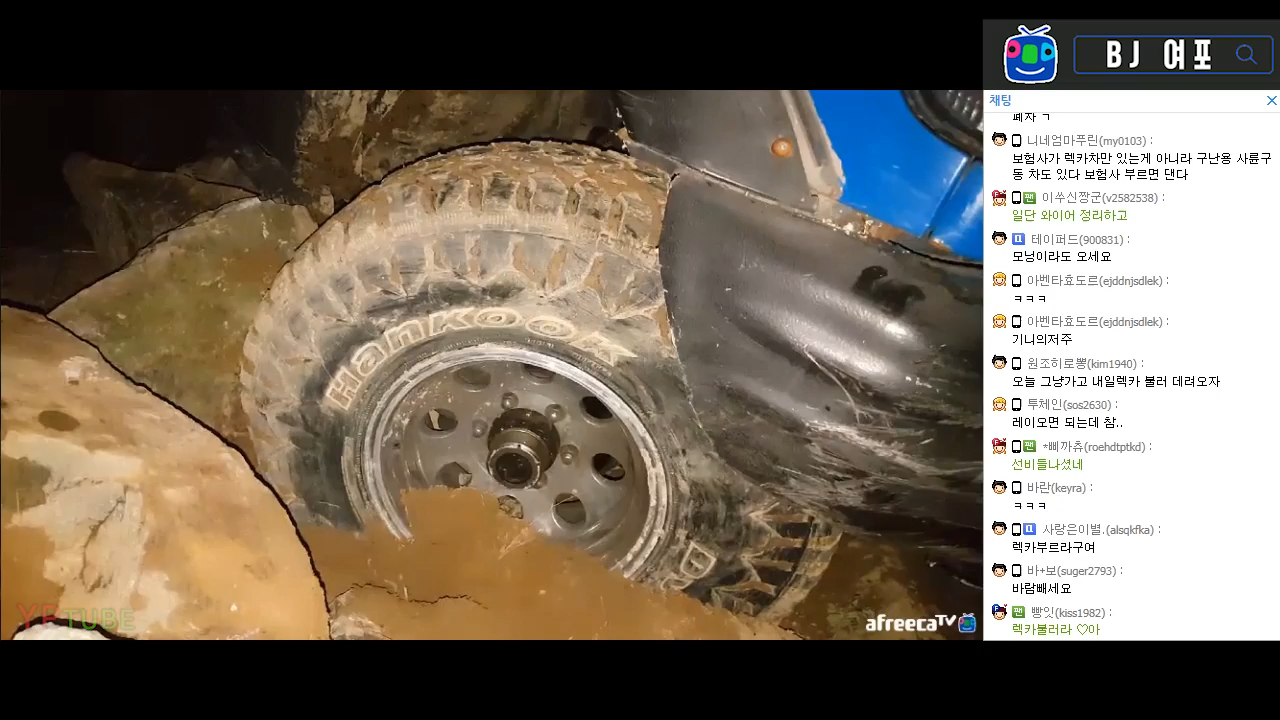 BJ 여포
채팅
폐차 ㄱ
니네엄마푸린(my0103) :
보험사가 렉카차만 있는게 아니라 구난용 사륜구
동 차도 있다 보험사 부르면 댄다
팬 이쑤신짱군(v2582538) :
일단 와이어 정리하고
테이퍼드(900831) :
모닝이라도 오세요
아벤타효도르(ejddnjsdlek) :
ㅋㅋㅋ
아벤타효도르(ejddnjsdlek) :
기니의저주
원조히로뽕(kim1940) :
오늘 그냥가고 내일렉카 불러 데려오자
투체인(sos2630) :
레이오면 되는데 참..
팬 *삐까츄(roehdtptkd) :
선비들나셨네
바란(keyra) :
ㅋㅋㅋ
사랑은이별.(alsqkfka) :
렉카부르라구여
바+보(suger2793) :
바람빼세요
팬 빵잇(kiss1982) :
렉카불러라 ♡아
Hankook
YPTUBE
afreecaTV